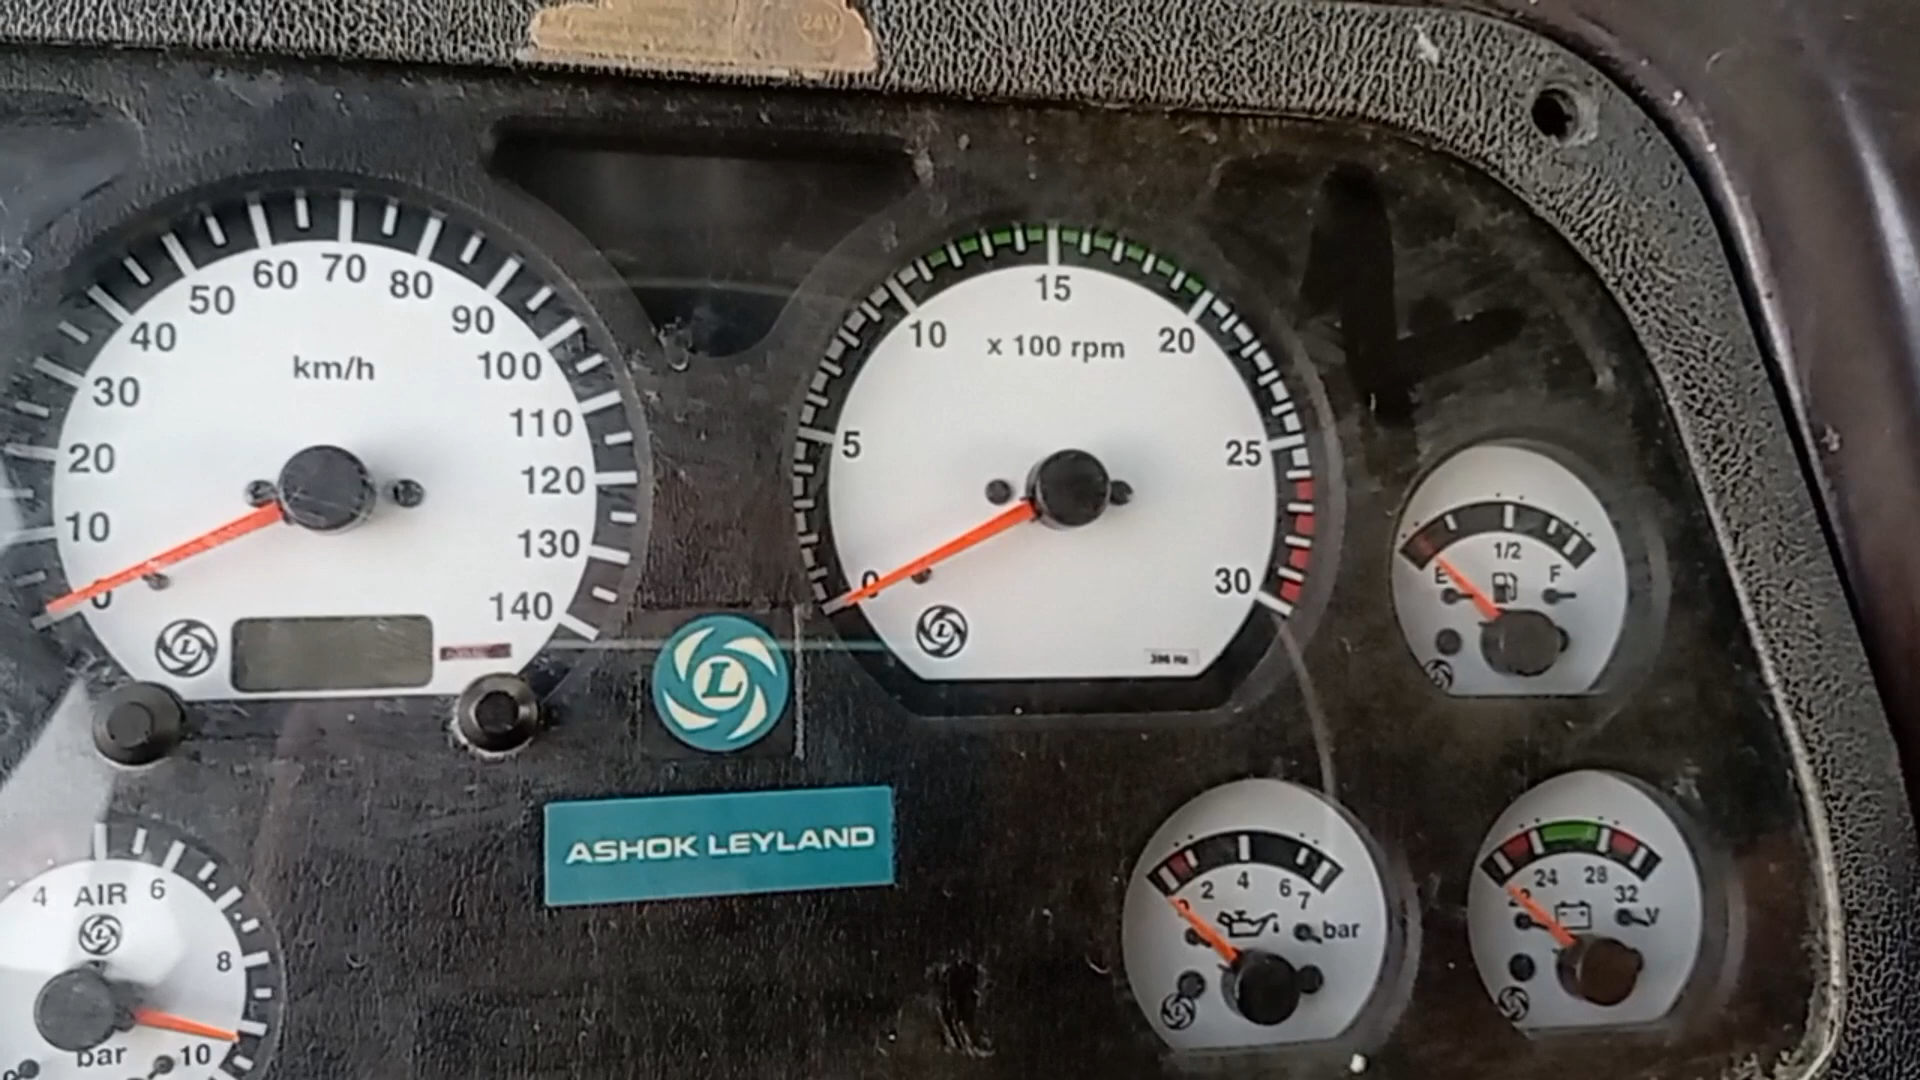 24V
60 70 80
50 90
40 100
30 110
20 120
10 130
0 140
km/h
15
10 20
x 100 rpm
5 25
0 30
396 Hz
L
ASHOK LEYLAND
1/2
E F
2 4 6 7
bar
24 28 32
V
4 AIR 6
8
bar 10